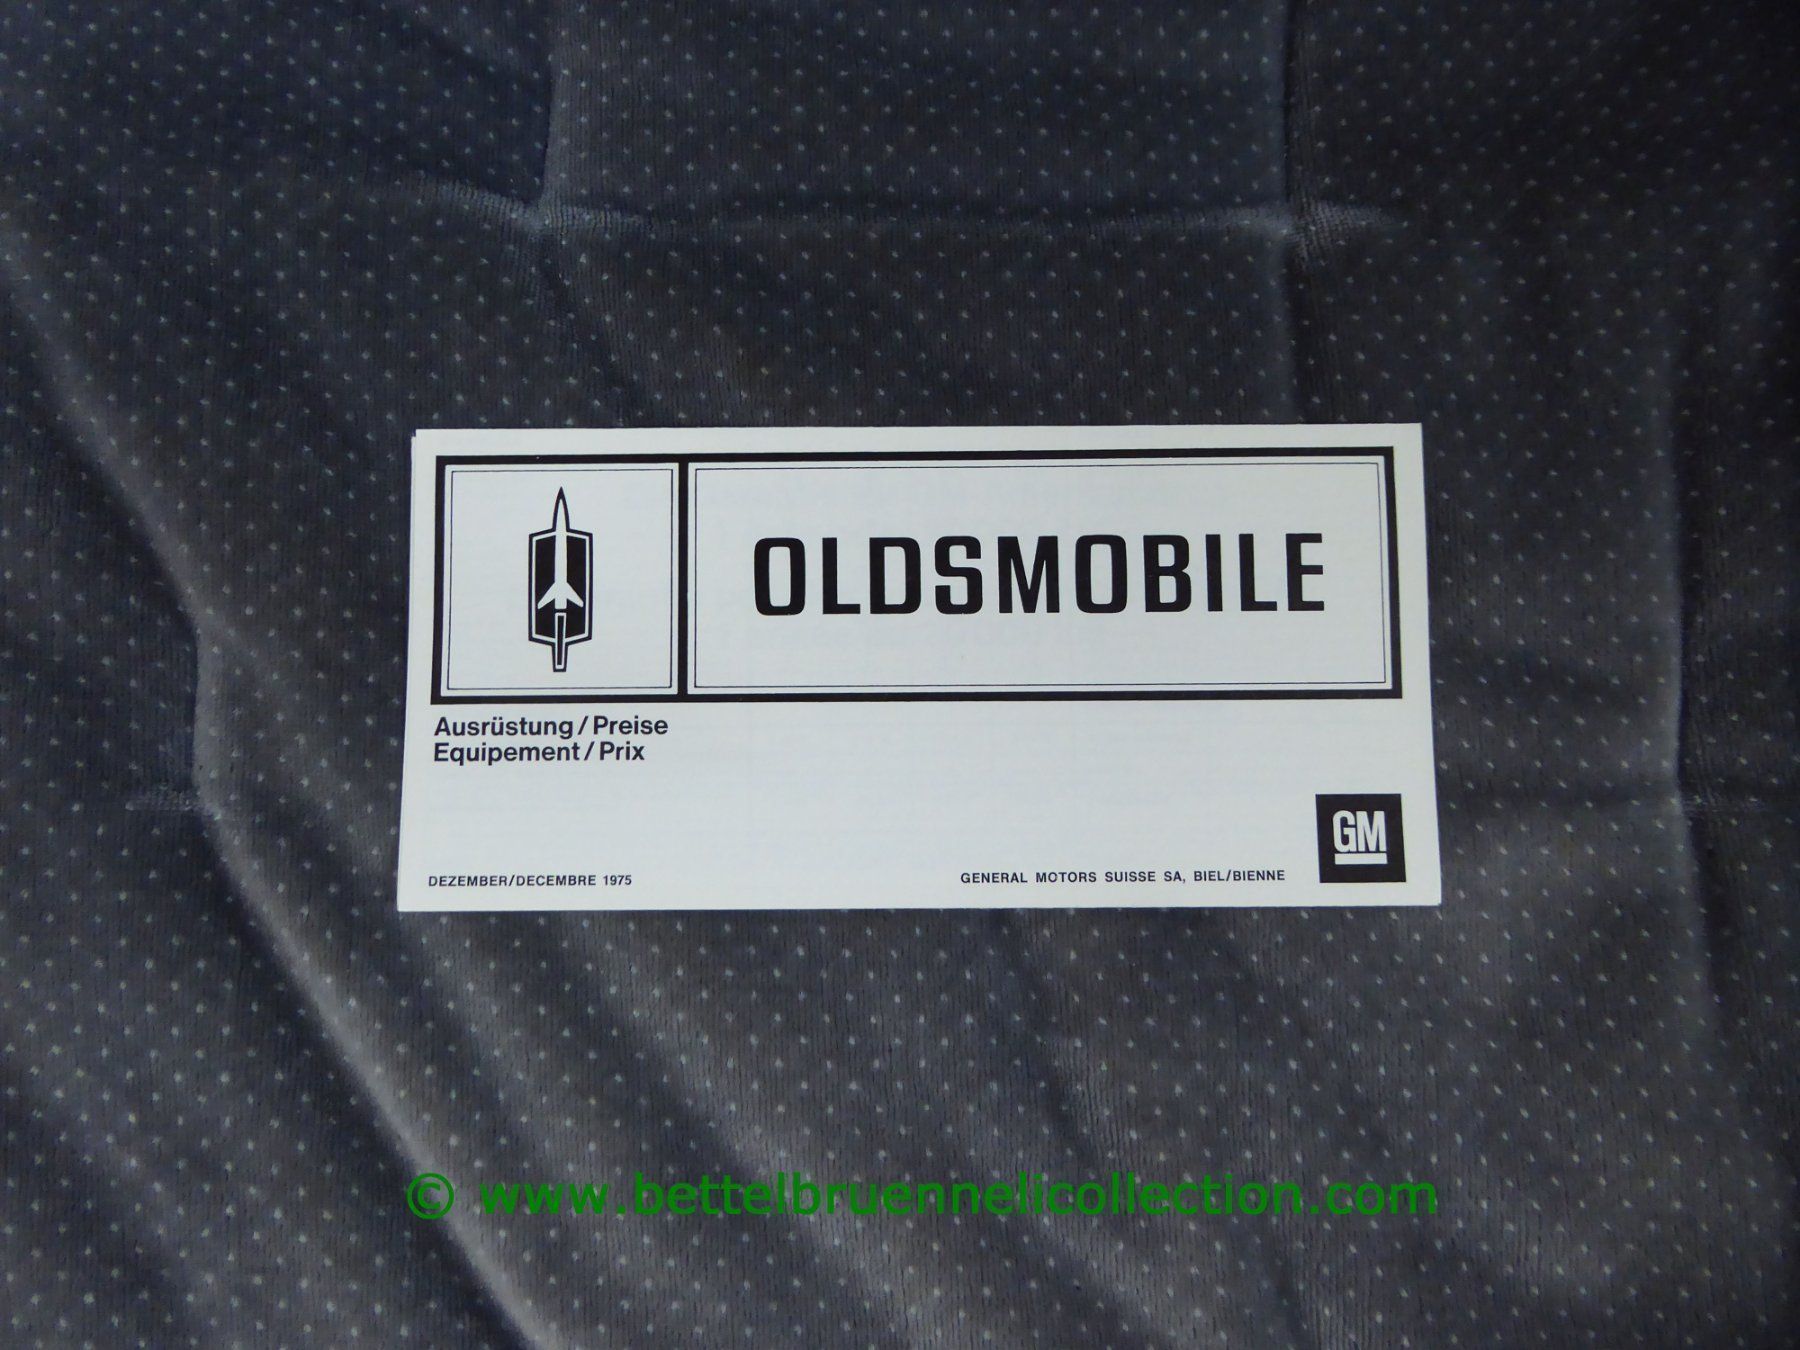 OLDSMOBILE
Ausrüstung/Preise
Equipement/Prix
GM
DEZEMBER/DECEMBRE 1975
GENERAL MOTORS SUISSE SA, BIEL/BIENNE
© www.bettelbruennelicollection.com